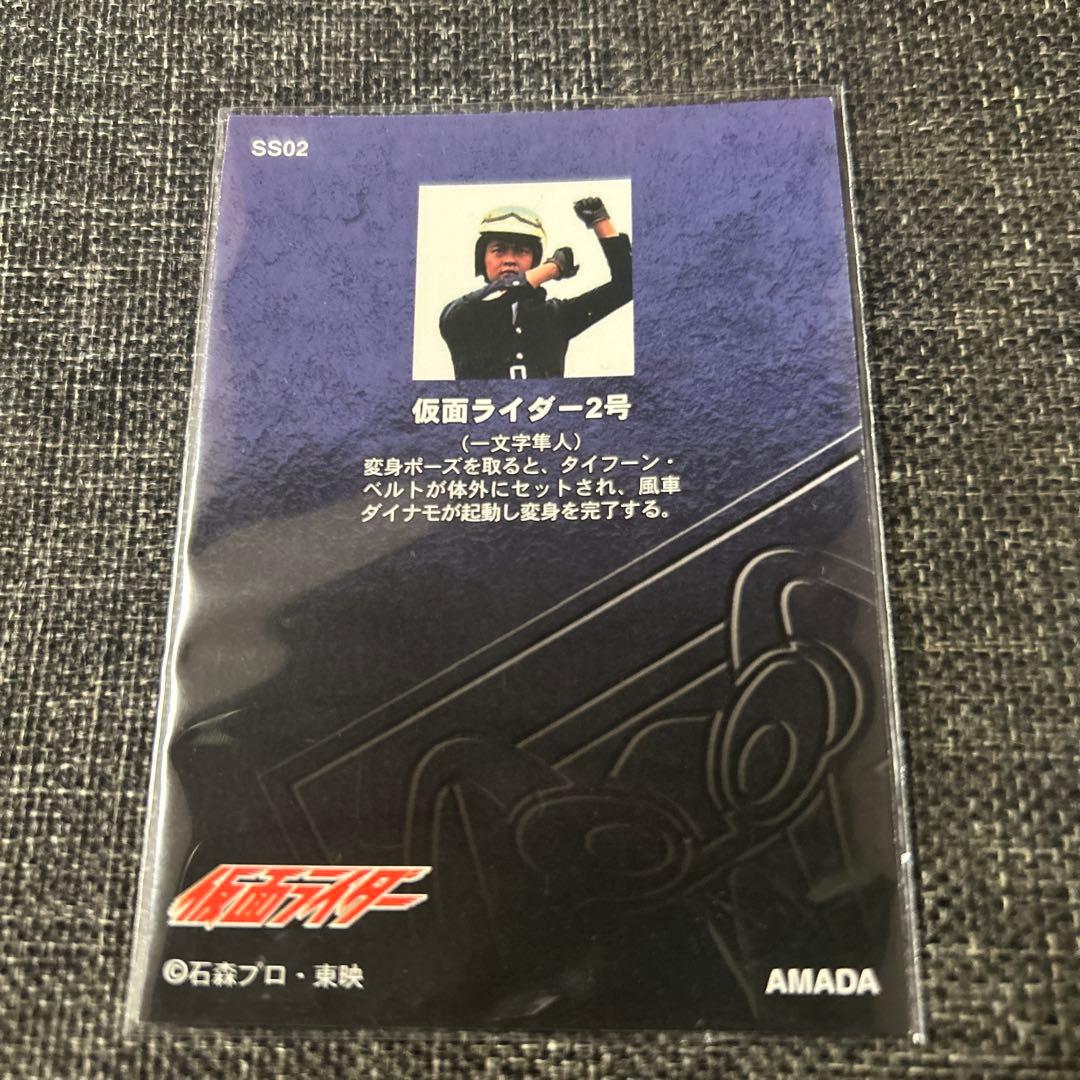 SS02
仮面ライダー2号
(一文字隼人)
変身ポーズを取ると、タイフーン・
ベルトが体外にセットされ、風車
ダイナモが起動し変身を完了する。
仮面ライダー
©石森プロ・東映
AMADA